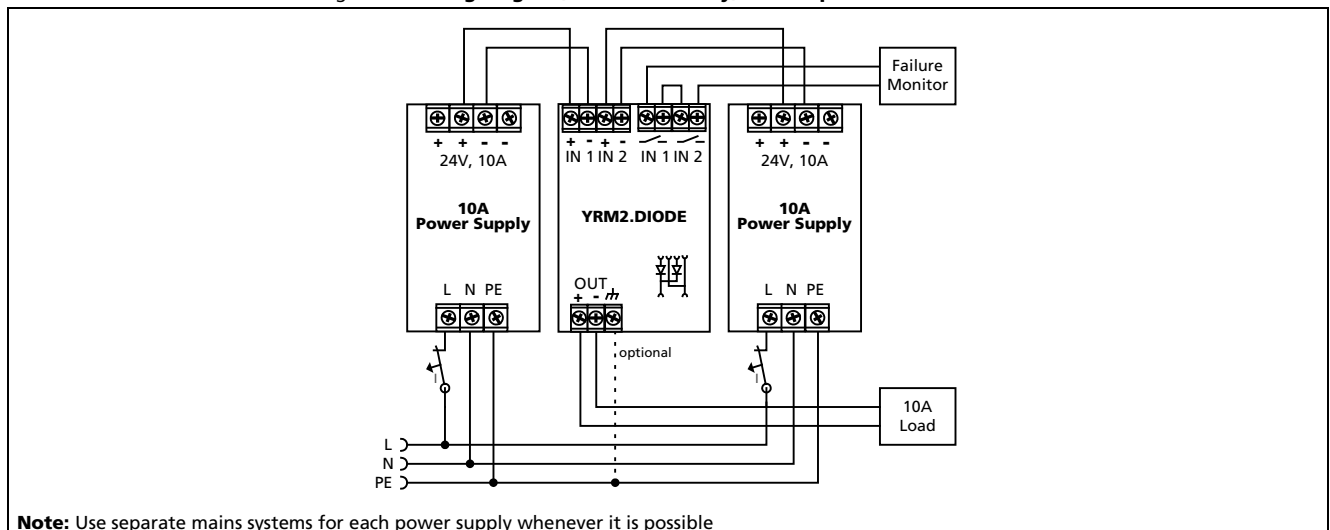 Failure
Monitor
+ + - -
24V, 10A
10A
Power Supply
L N PE
+ - + -
IN 1 IN 2 IN 1 IN 2
YRM2.DIODE
OUT
+ -
optional
+ + - -
24V, 10A
10A
Power Supply
L N PE
I
I
10A
Load
L
N
PE
Note: Use separate mains systems for each power supply whenever it is possible